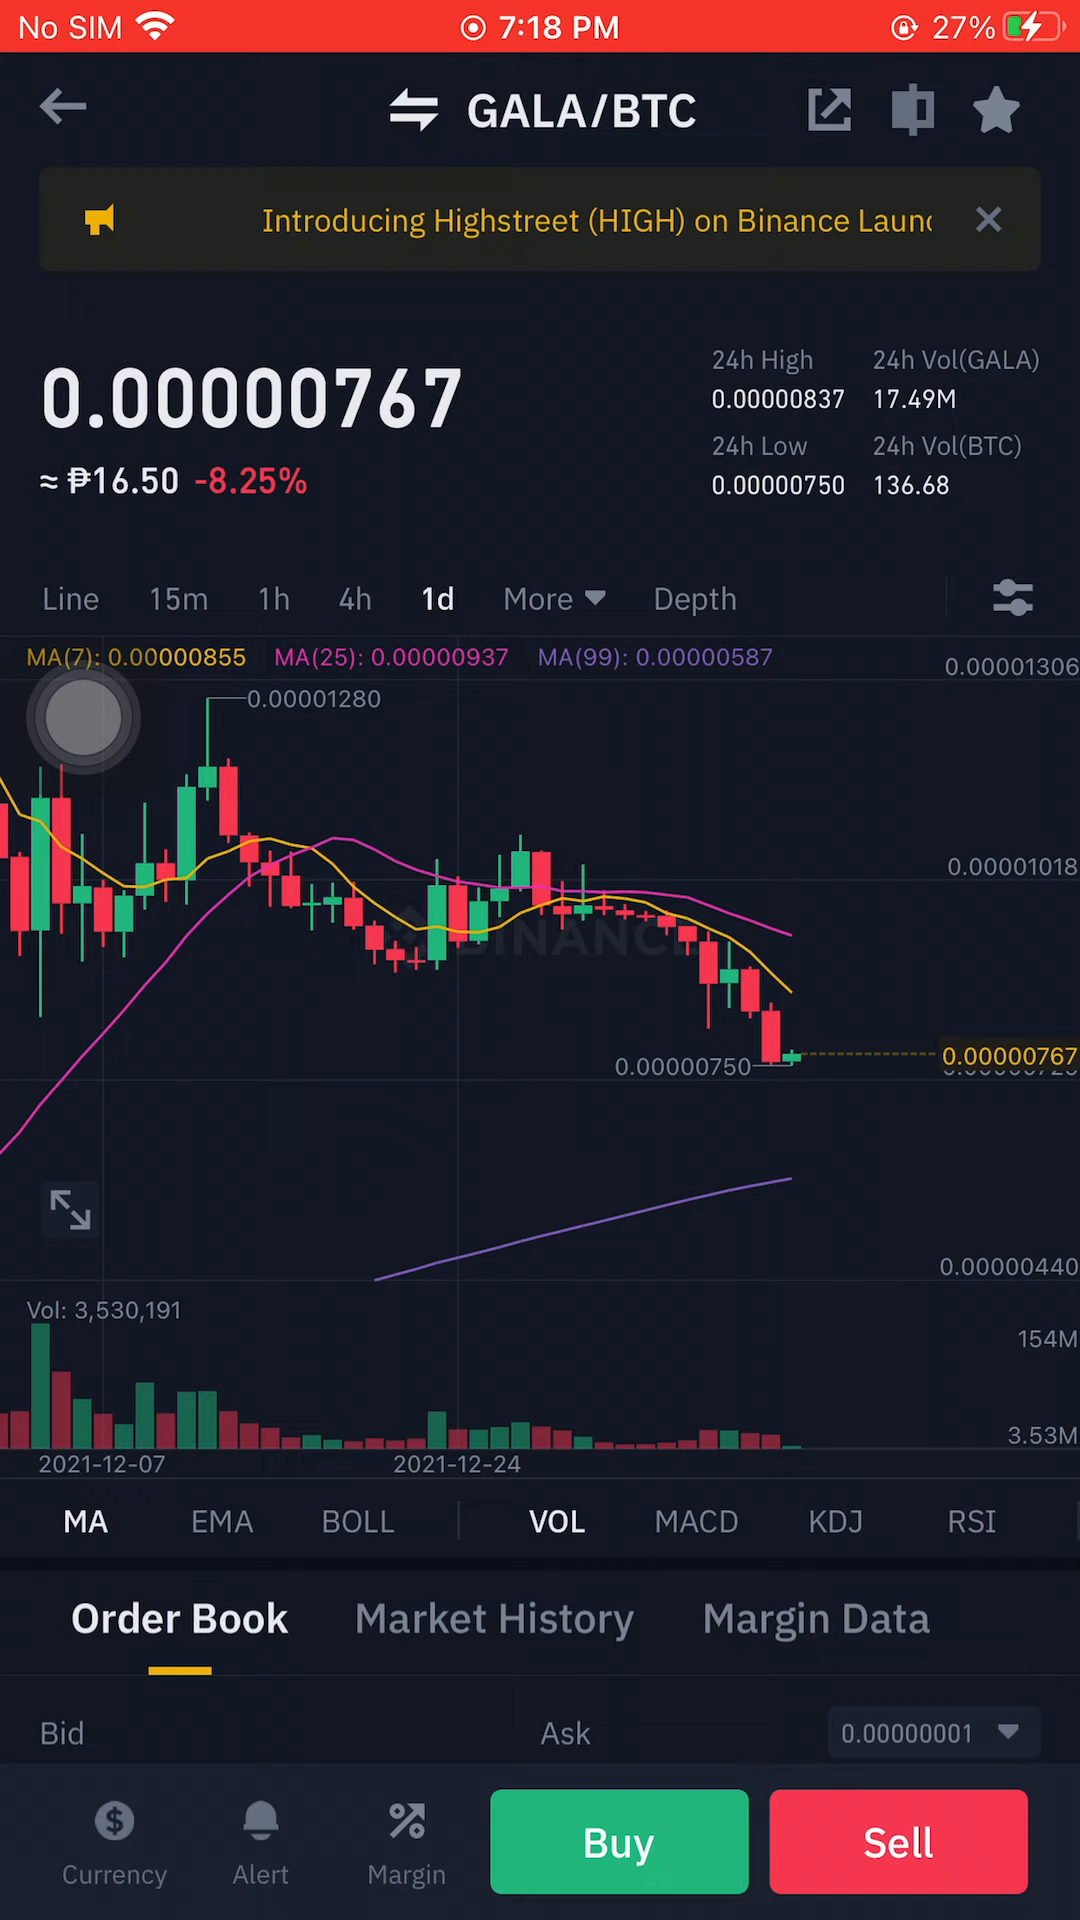 No SIM 7:18 PM 27%
GALA/BTC
Introducing Highstreet (HIGH) on Binance
0.00000767
≈ ₱16.50 -8.25%
24h High 24h Vol(GALA)
0.00000837 17.49M
24h Low 24h Vol(BTC)
0.00000750 136.68
Line 15m 1h 4h 1d More Depth
MA(7): 0.00000855 MA(25): 0.00000937 MA(99): 0.00000587
0.00001306
0.00001280
0.00001018
BINANCE
0.00000767
0.00000750
0.00000440
Vol: 3,530,191
154M
3.53M
2021-12-07 2021-12-24
MA EMA BOLL VOL MACD KDJ RSI
Order Book Market History Margin Data
Bid Ask 0.00000001
Currency Alert Margin Buy Sell